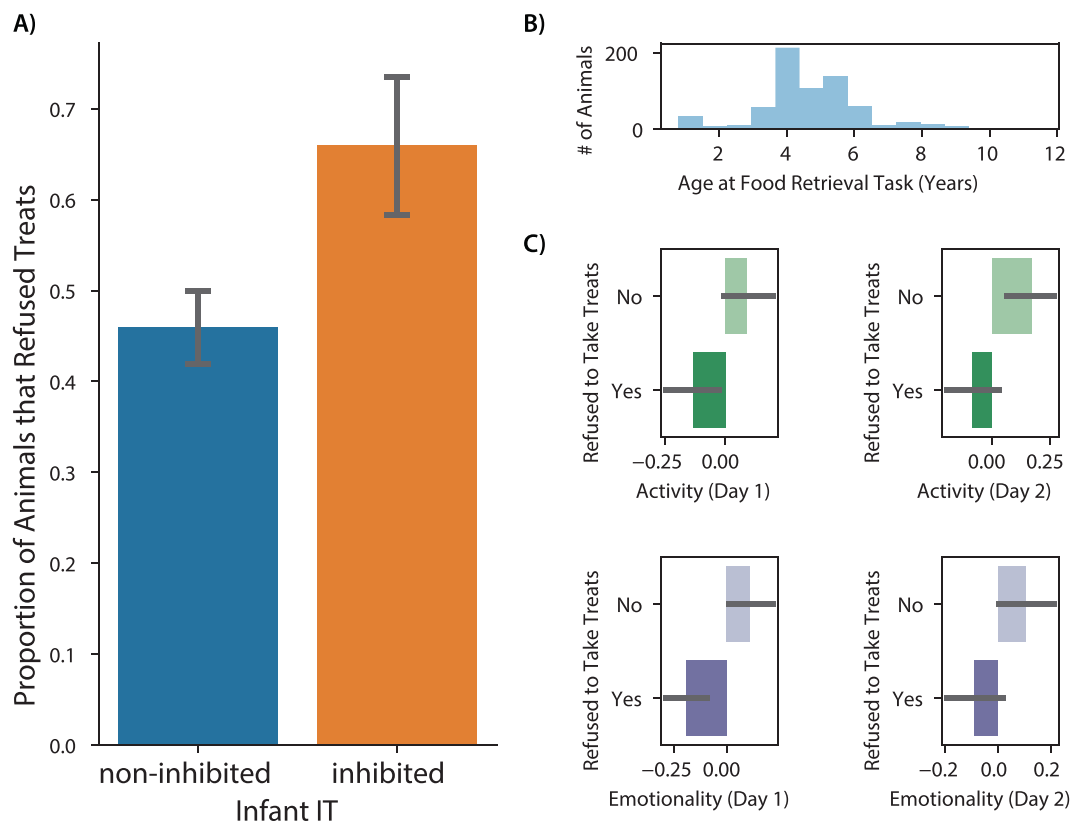 A)
Proportion of Animals that Refused Treats
0.7
0.6
0.5
0.4
0.3
0.2
0.1
0.0
non-inhibited inhibited
Infant IT
B)
# of Animals
200
0
2 4 6 8 10 12
Age at Food Retrieval Task (Years)
C)
Refused to Take Treats
No
Yes
−0.25 0.00
Activity (Day 1)
Refused to Take Treats
No
Yes
0.00 0.25
Activity (Day 2)
Refused to Take Treats
No
Yes
−0.25 0.00
Emotionality (Day 1)
Refused to Take Treats
No
Yes
−0.2 0.0 0.2
Emotionality (Day 2)